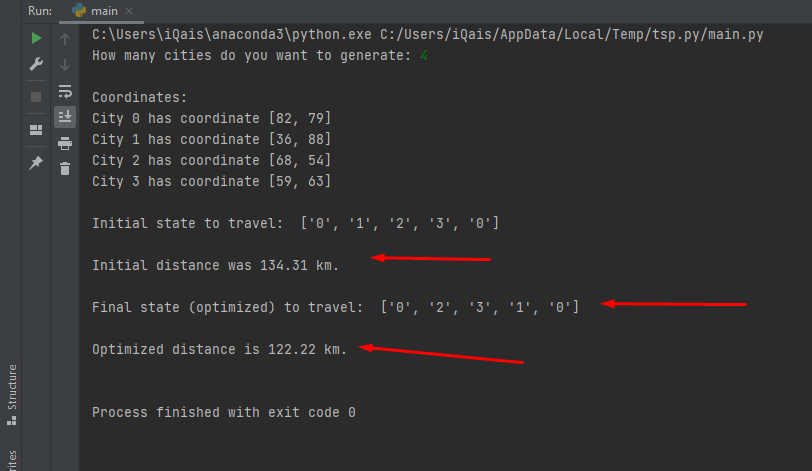 Run: main
C:\Users\iQais\anaconda3\python.exe C:/Users/iQais/AppData/Local/Temp/tsp.py/main.py
How many cities do you want to generate: 4
Coordinates:
City 0 has coordinate [82, 79]
City 1 has coordinate [36, 88]
City 2 has coordinate [68, 54]
City 3 has coordinate [59, 63]
Initial state to travel:  ['0', '1', '2', '3', '0']
Initial distance was 134.31 km.
Final state (optimized) to travel:  ['0', '2', '3', '1', '0']
Optimized distance is 122.22 km.
Process finished with exit code 0
Structure